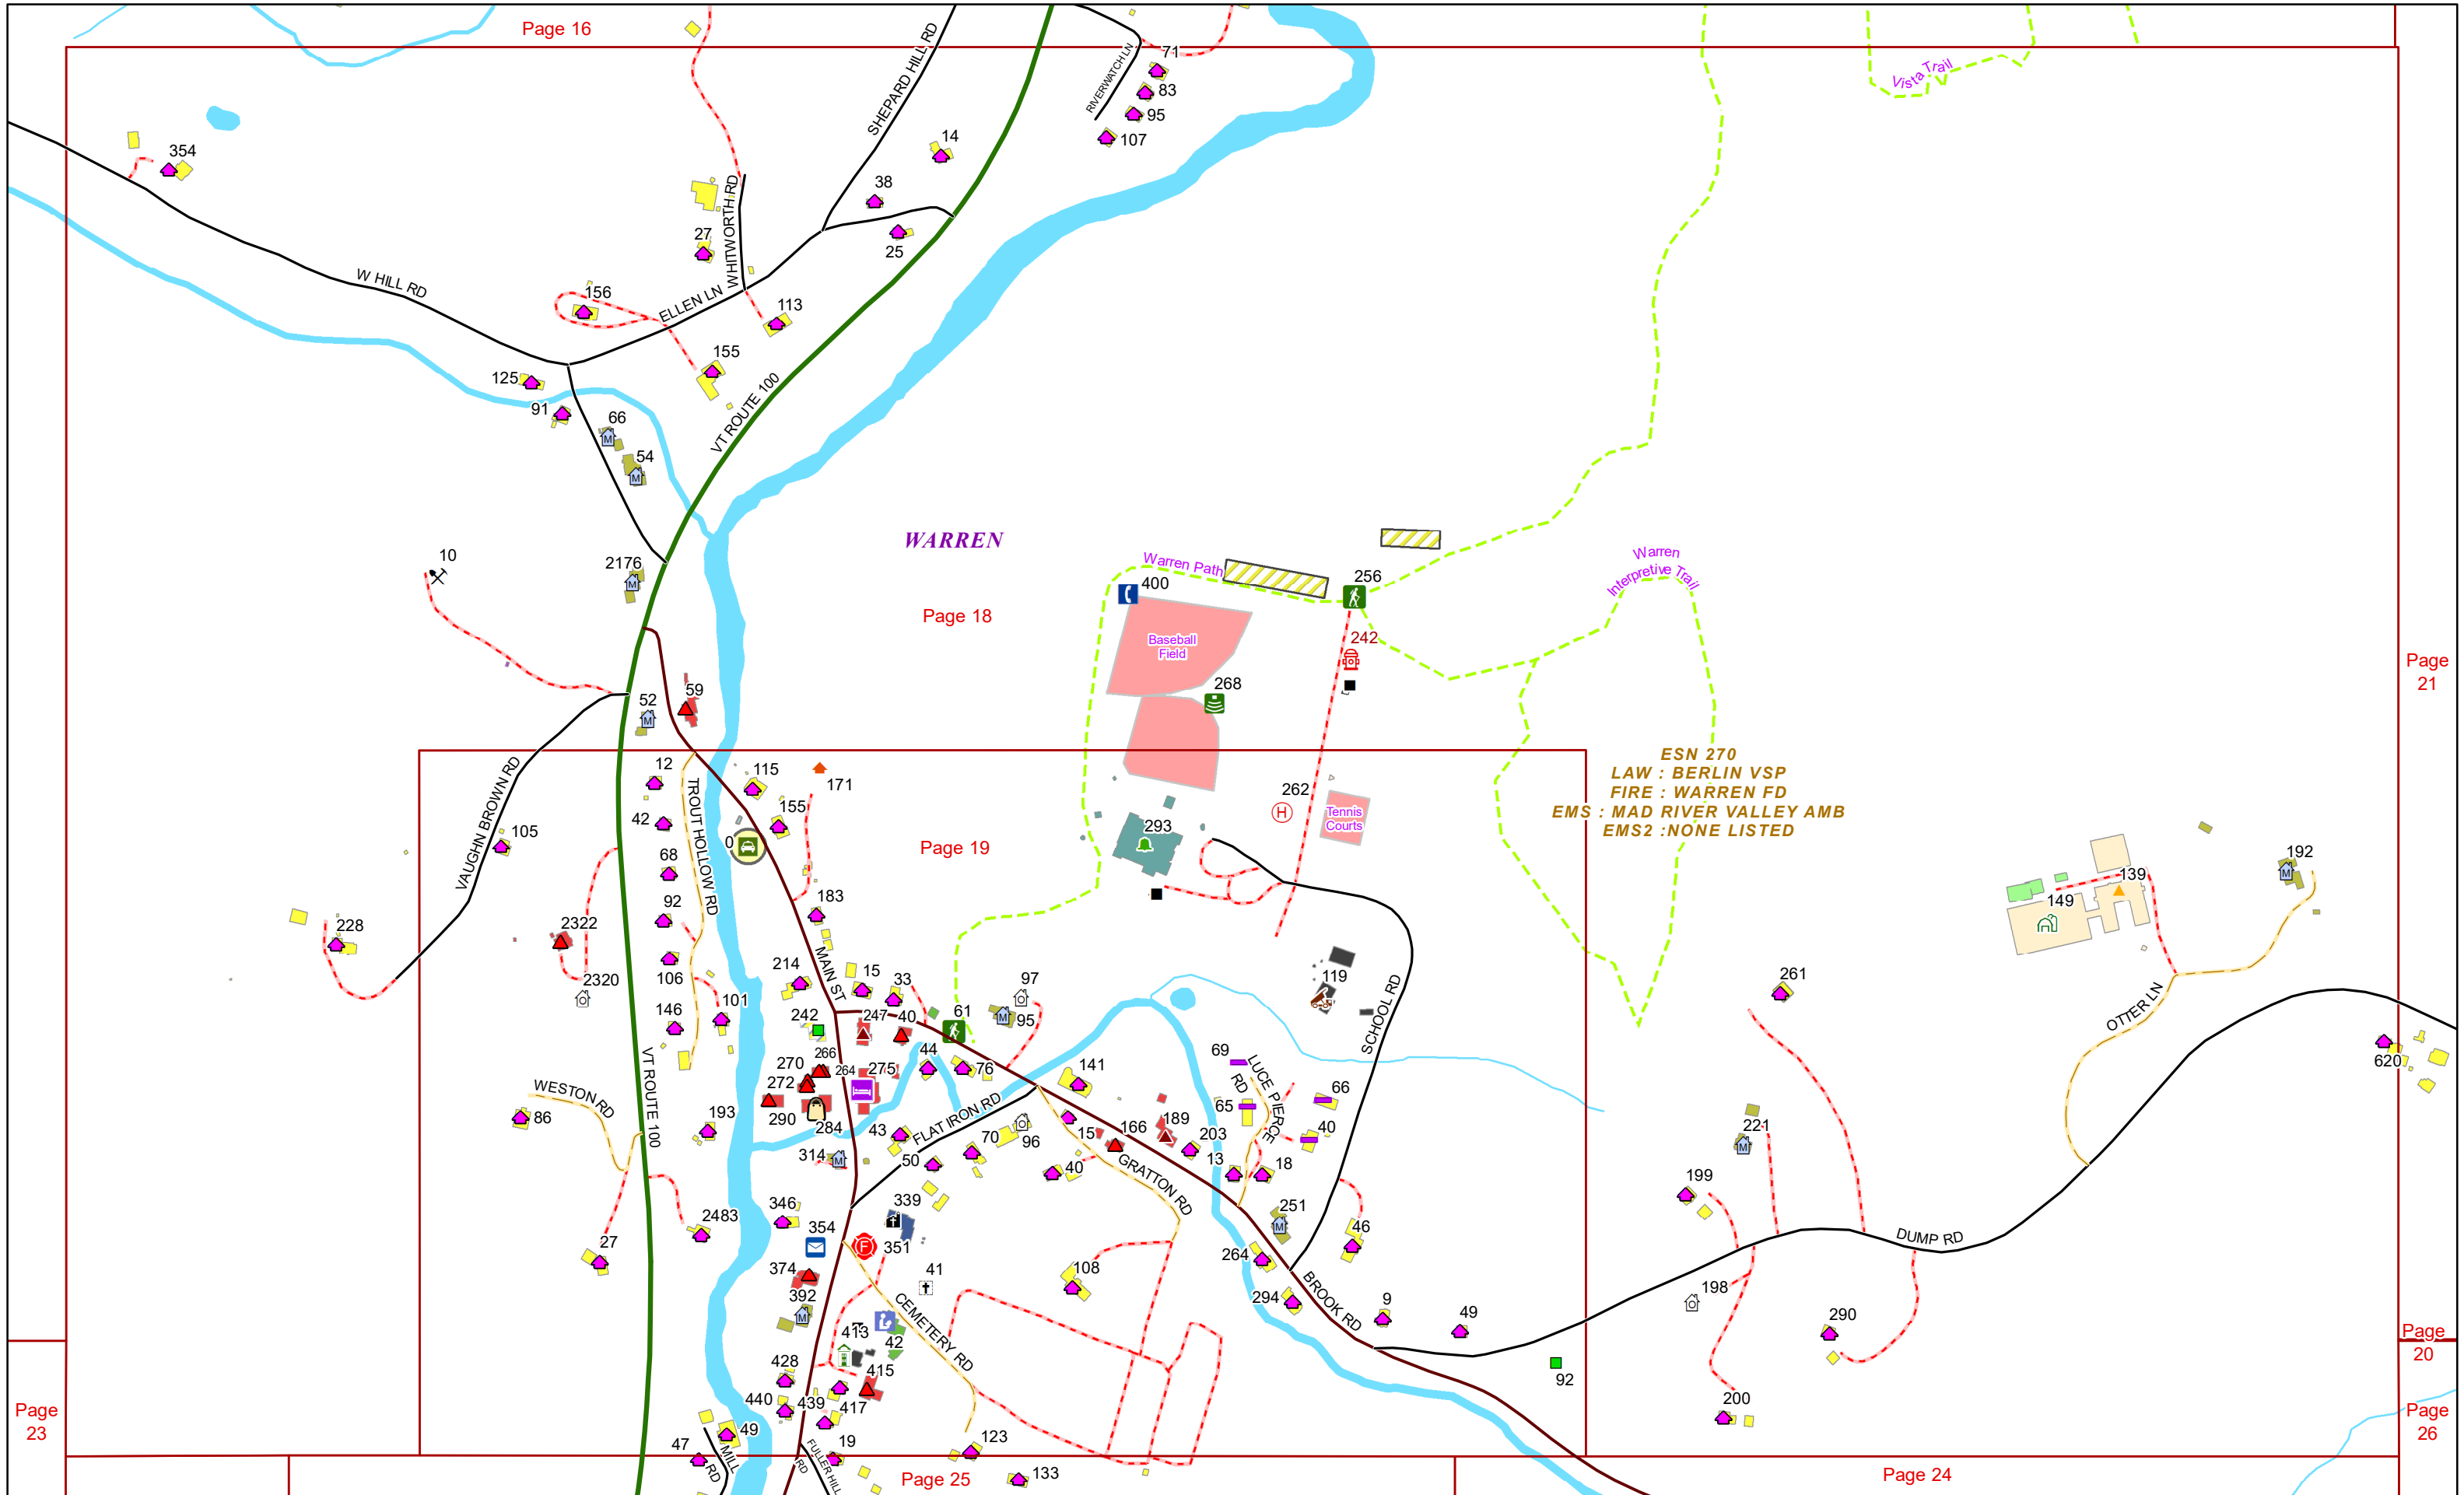 Page 16
SHEPARD HILL RD
RIVERWATCH LN
71
Vista Trail
83
95
107
14
354
38
27
WHITWORTH RD
25
W HILL RD
156
ELLEN LN
113
155
125
91
66
VT ROUTE 100
54
WARREN
10
2176
Warren Path
400
256
Warren
Interpretive Trail
Page 18
Baseball
Field
242
Page
21
268
52
59
12
115
171
ESN 270
LAW : BERLIN VSP
FIRE : WARREN FD
EMS : MAD RIVER VALLEY AMB
EMS2 :NONE LISTED
TROUT HOLLOW RD
VAUGHN BROWN RD
42
155
262
H
Tennis
Courts
105
0
293
Page 19
68
192
139
92
183
149
228
2322
MAIN ST
106
2320
214
15
33
97
119
261
SCHOOL RD
OTTER LN
146
101
242
247
40
61
95
266
44
69
620
270
264
275
76
141
LUCE PIERCE
RD
VT ROUTE 100
272
WESTON RD
86
193
290
284
43
FLAT IRON RD
70
96
15
166
189
65
66
40
221
203
314
50
40
GRATTON RD
13
18
199
346
339
251
46
2483
354
F
351
27
264
DUMP RD
374
41
108
198
392
CEMETERY RD
294
BROOK RD
9
49
290
413
42
Page
20
428
415
92
440
439
417
200
Page
23
Page
26
49
47
MILL
RD
19
FULLER HILL
RD
123
133
Page 25
Page 24